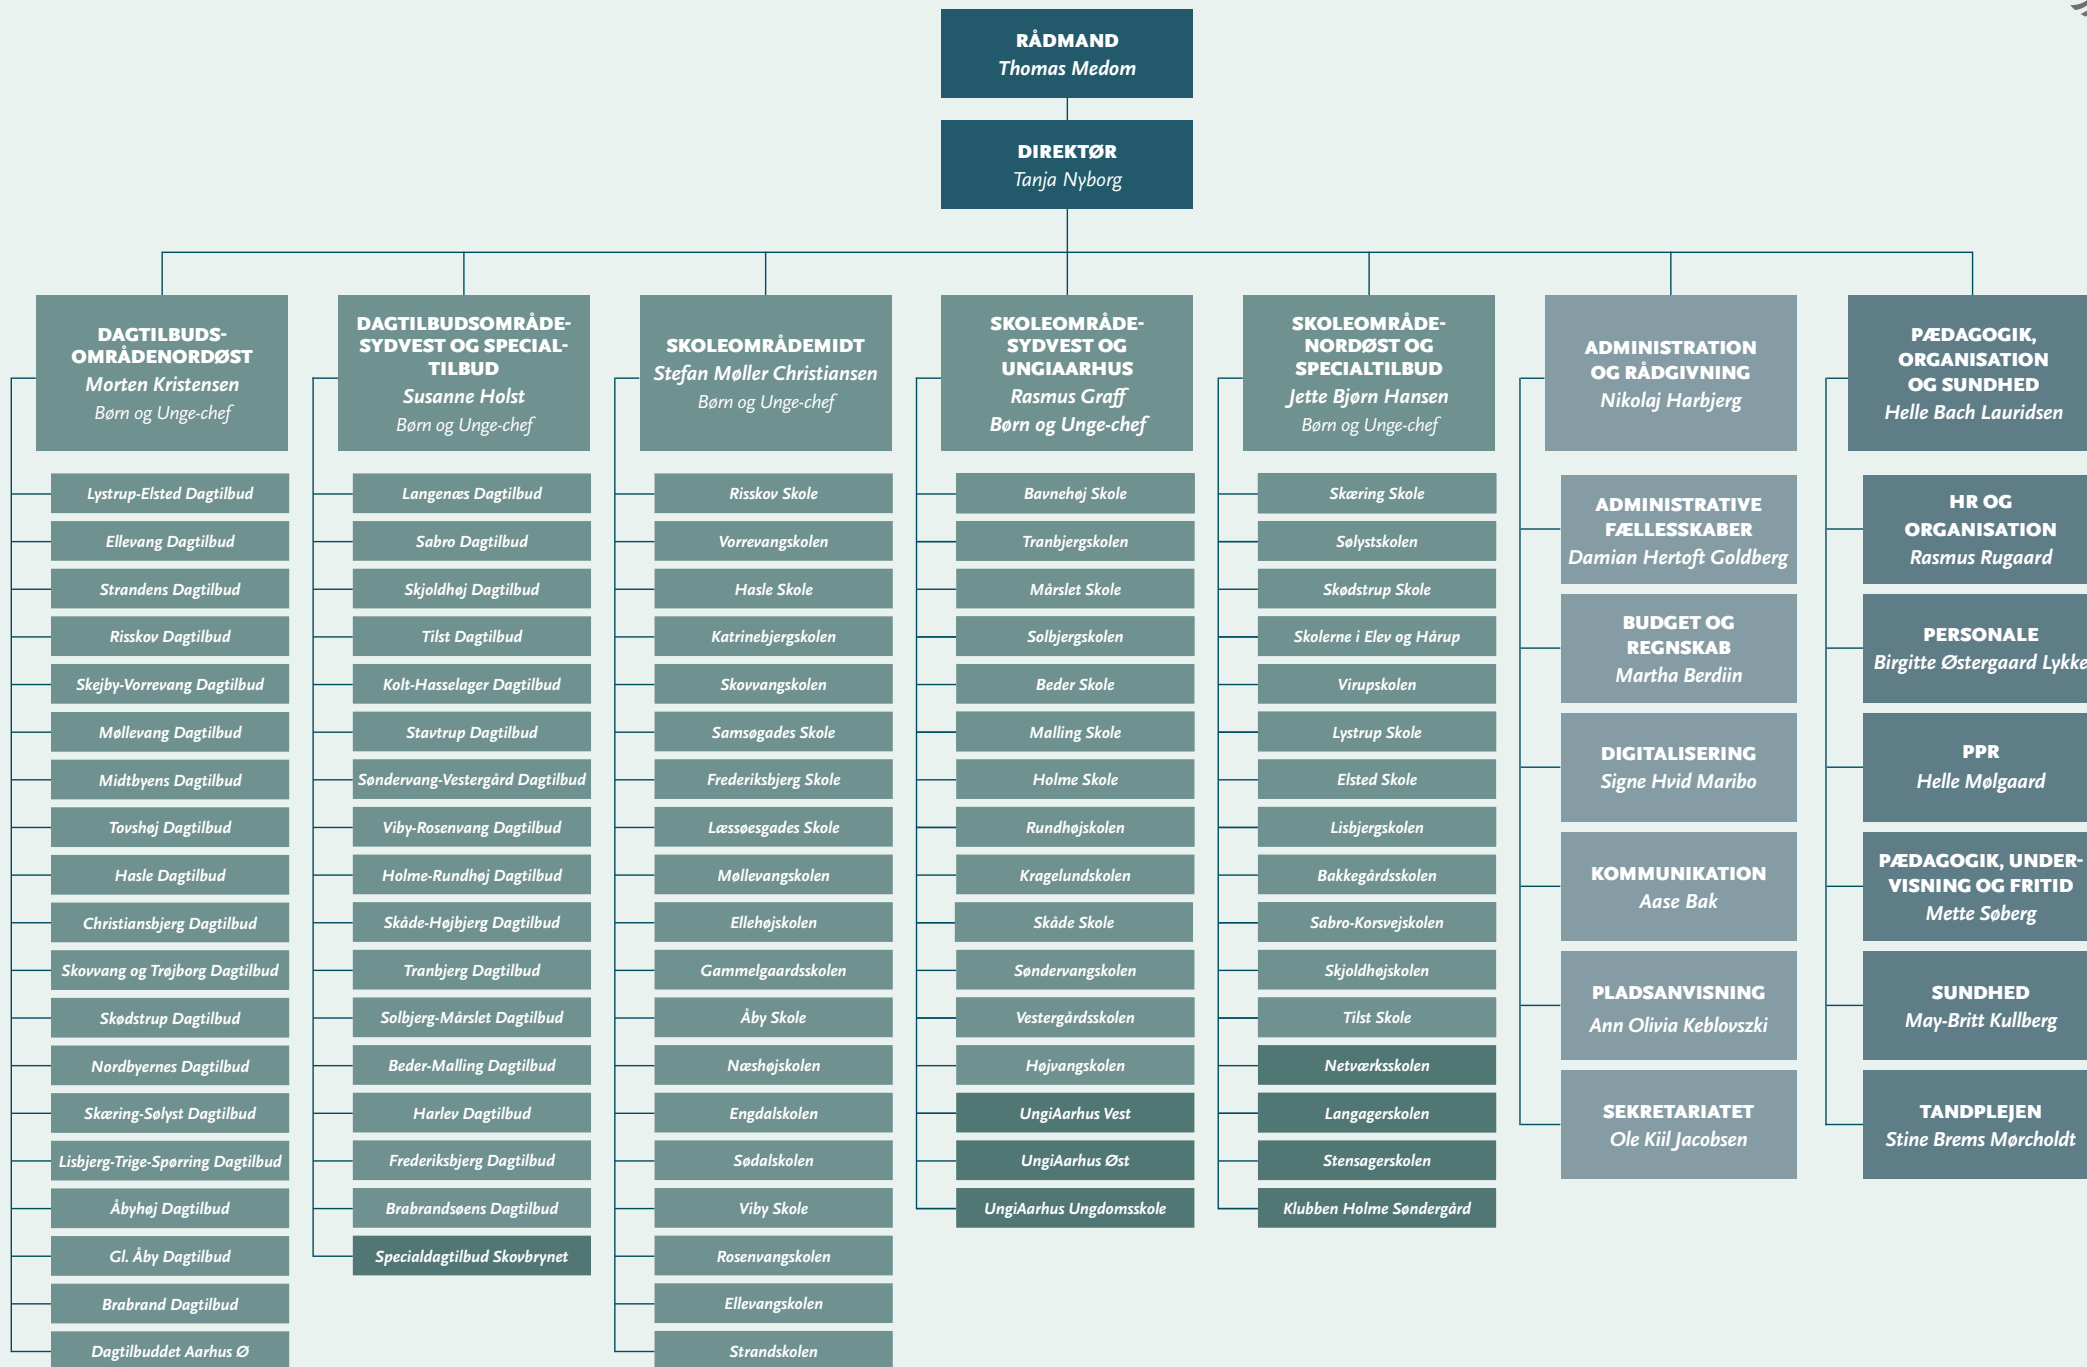 RÅDMAND
Thomas Medom
DIREKTØR
Tanja Nyborg
DAGTILBUDS-
OMRÅDENORDØST
Morten Kristensen
Børn og Unge-chef
Lystrup-Elsted Dagtilbud
Ellevang Dagtilbud
Strandens Dagtilbud
Risskov Dagtilbud
Skejby-Vorrevang Dagtilbud
Møllevang Dagtilbud
Midtbyens Dagtilbud
Tovshøj Dagtilbud
Hasle Dagtilbud
Christiansbjerg Dagtilbud
Skovvang og Trøjborg Dagtilbud
Skødstrup Dagtilbud
Nordbyernes Dagtilbud
Skæring-Sølyst Dagtilbud
Lisbjerg-Trige-Spørring Dagtilbud
Åbyhøj Dagtilbud
Gl. Åby Dagtilbud
Brabrand Dagtilbud
Dagtilbuddet Aarhus Ø
DAGTILBUDSOMRÅDE-
SYDVEST OG SPECIAL-
TILBUD
Susanne Holst
Børn og Unge-chef
Langenæs Dagtilbud
Sabro Dagtilbud
Skjoldhøj Dagtilbud
Tilst Dagtilbud
Kolt-Hasselager Dagtilbud
Stavtrup Dagtilbud
Søndervang-Vestergård Dagtilbud
Viby-Rosenvang Dagtilbud
Holme-Rundhøj Dagtilbud
Skåde-Højbjerg Dagtilbud
Tranbjerg Dagtilbud
Solbjerg-Mårslet Dagtilbud
Beder-Malling Dagtilbud
Harlev Dagtilbud
Frederiksbjerg Dagtilbud
Brabrandsøens Dagtilbud
Specialdagtilbud Skovbrynet
SKOLEOMRÅDEMIDT
Stefan Møller Christiansen
Børn og Unge-chef
Risskov Skole
Vorrevangskolen
Hasle Skole
Katrinebjergskolen
Skovvangskolen
Samsøgades Skole
Frederiksbjerg Skole
Læssøesgades Skole
Møllevangskolen
Ellehøjskolen
Gammelgaardsskolen
Åby Skole
Næshøjskolen
Engdalskolen
Sødalskolen
Viby Skole
Rosenvangskolen
Ellevangskolen
Strandskolen
SKOLEOMRÅDE-
SYDVEST OG
UNGIAARHUS
Rasmus Graff
Børn og Unge-chef
Bavnehøj Skole
Tranbjergskolen
Mårslet Skole
Solbjergskolen
Beder Skole
Malling Skole
Holme Skole
Rundhøjskolen
Kragelundskolen
Skåde Skole
Søndervangskolen
Vestergårdsskolen
Højvangskolen
UngiAarhus Vest
UngiAarhus Øst
UngiAarhus Ungdomsskole
SKOLEOMRÅDE-
NORDØST OG
SPECIALTILBUD
Jette Bjørn Hansen
Børn og Unge-chef
Skæring Skole
Sølystskolen
Skødstrup Skole
Skolerne i Elev og Hårup
Virupskolen
Lystrup Skole
Elsted Skole
Lisbjergskolen
Bakkegårdsskolen
Sabro-Korsvejskolen
Skjoldhøjskolen
Tilst Skole
Netværksskolen
Langagerskolen
Stensagerskolen
Klubben Holme Søndergård
ADMINISTRATION
OG RÅDGIVNING
Nikolaj Harbjerg
ADMINISTRATIVE
FÆLLESSKABER
Damian Hertoft Goldberg
BUDGET OG
REGNSKAB
Martha Berdiin
DIGITALISERING
Signe Hvid Maribo
KOMMUNIKATION
Aase Bak
PLADSANVISNING
Ann Olivia Keblovszki
SEKRETARIATET
Ole Kiil Jacobsen
PÆDAGOGIK,
ORGANISATION
OG SUNDHED
Helle Bach Lauridsen
HR OG
ORGANISATION
Rasmus Rugaard
PERSONALE
Birgitte Østergaard Lykke
PPR
Helle Mølgaard
PÆDAGOGIK, UNDER-
VISNING OG FRITID
Mette Søberg
SUNDHED
May-Britt Kullberg
TANDPLEJEN
Stine Brems Mørcholdt